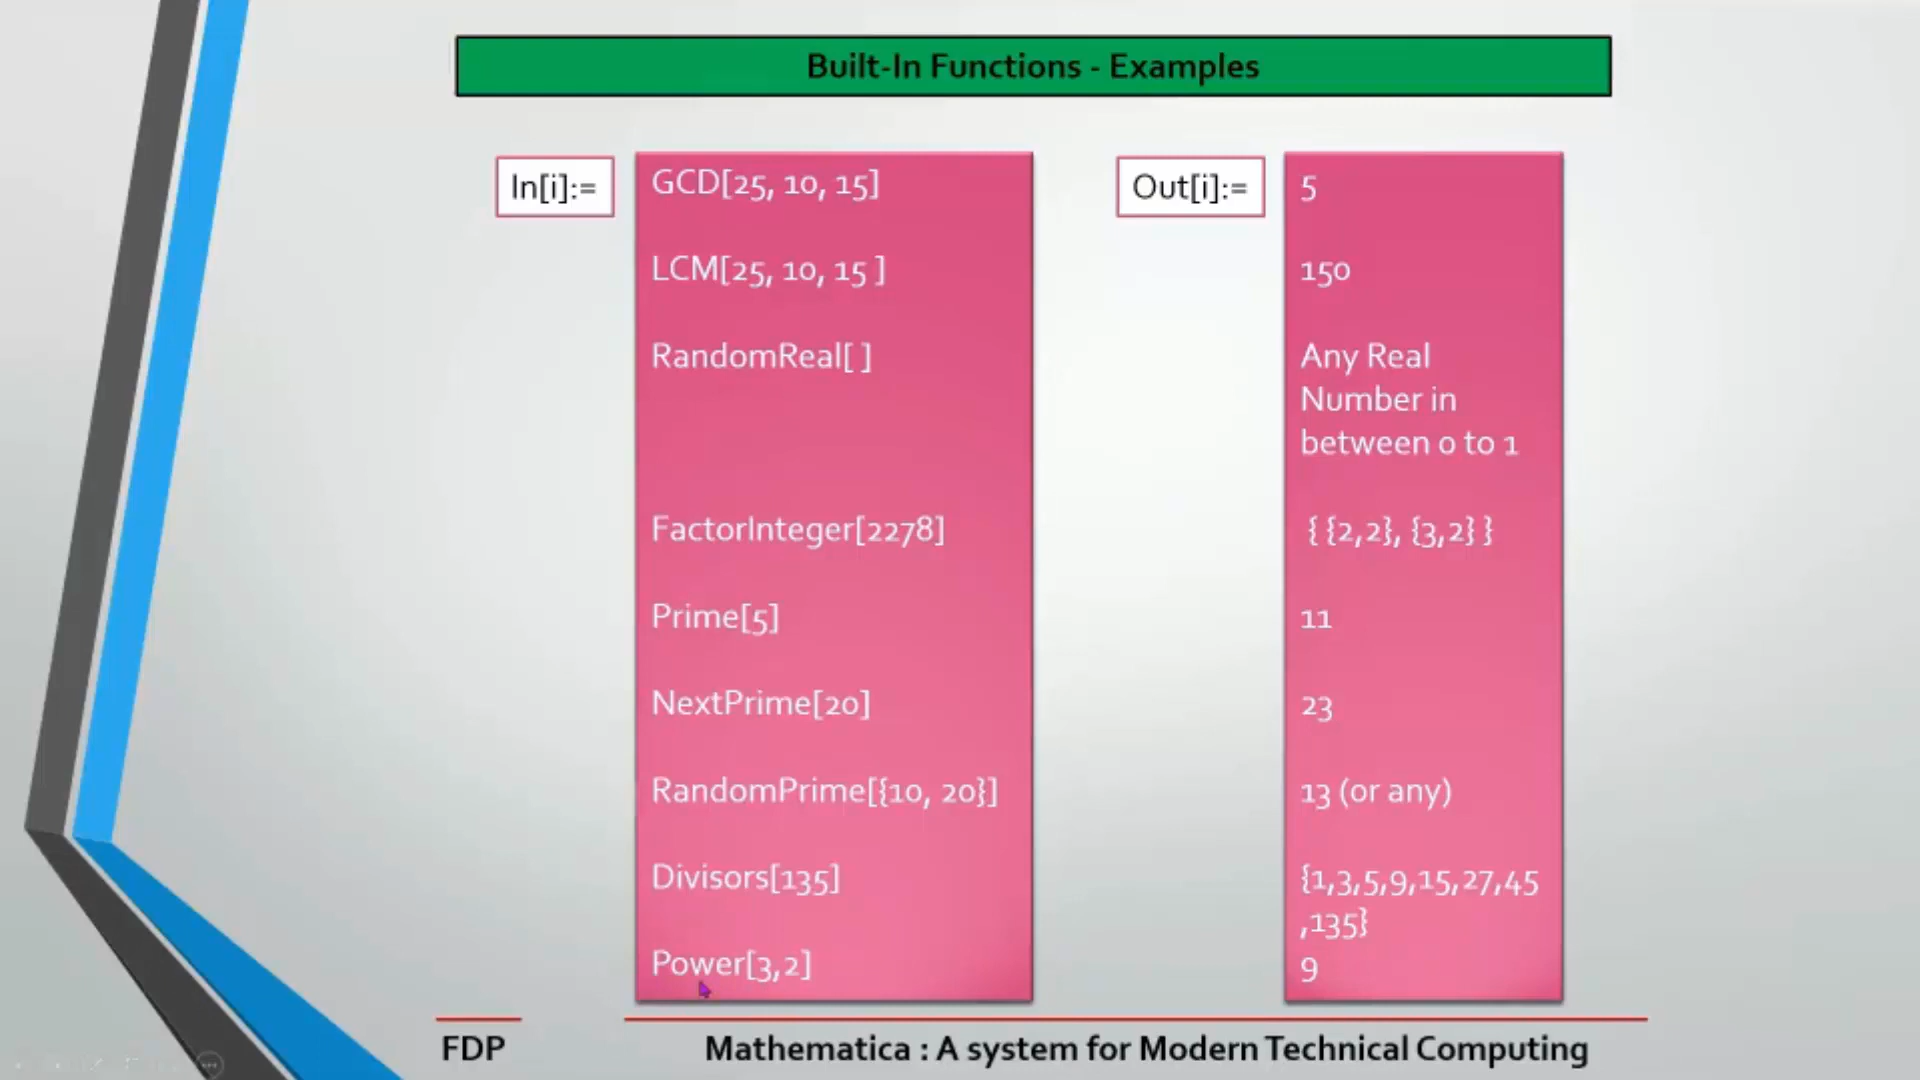 Built-In Functions - Examples
In[i]:=
GCD[25, 10, 15]
LCM[25, 10, 15 ]
RandomReal[ ]
FactorInteger[2278]
Prime[5]
NextPrime[20]
RandomPrime[{10, 20}]
Divisors[135]
Power[3,2]
Out[i]:=
5
150
Any Real
Number in
between 0 to 1
{ {2,2}, {3,2} }
11
23
13 (or any)
{1,3,5,9,15,27,45
,135}
9
FDP
Mathematica : A system for Modern Technical Computing